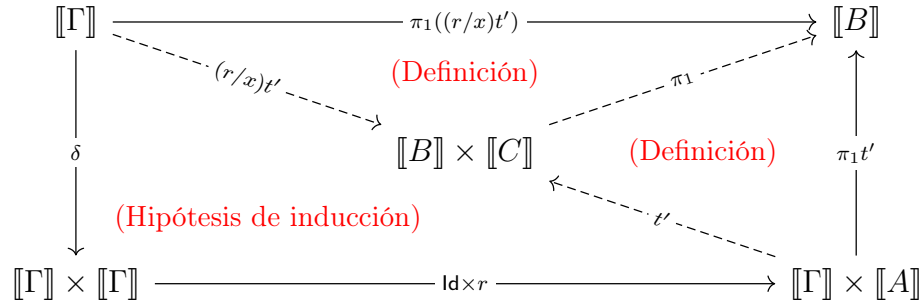 ⟦Γ⟧ π₁((r/x)t′) ⟦B⟧
(Definición)
(r/x)t′ π₁
δ ⟦B⟧ × ⟦C⟧ (Definición) π₁t′
(Hipótesis de inducción) t′
⟦Γ⟧ × ⟦Γ⟧ Id×r ⟦Γ⟧ × ⟦A⟧